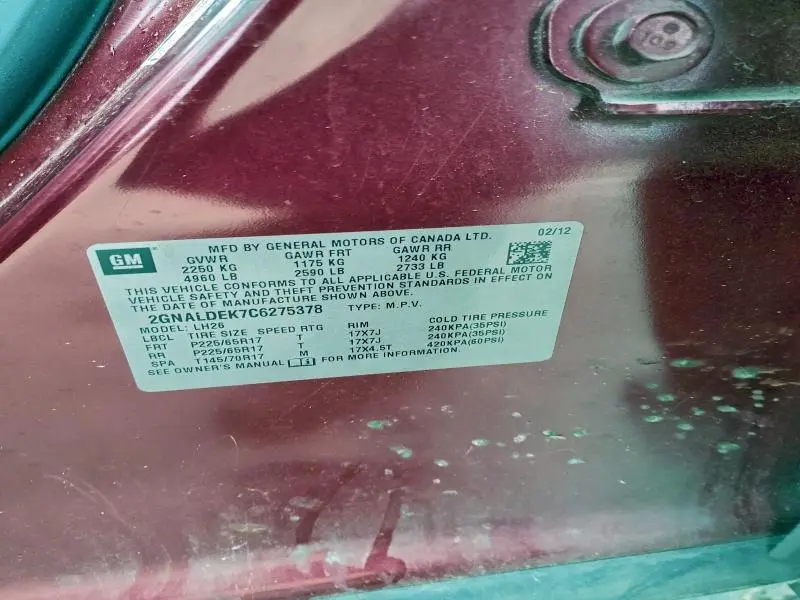 109
GM
MFD BY GENERAL MOTORS OF CANADA LTD. 02/12
GVWR GAWR FRT GAWR RR
2250 KG 1175 KG 1240 KG
4960 LB 2590 LB 2733 LB
THIS VEHICLE CONFORMS TO ALL APPLICABLE U.S. FEDERAL MOTOR
VEHICLE SAFETY AND THEFT PREVENTION STANDARDS IN EFFECT ON
THE DATE OF MANUFACTURE SHOWN ABOVE.
2GNALDEK7C6275378 TYPE: M.P.V.
MODEL: LH26
LBCL TIRE SIZE SPEED RTG RIM COLD TIRE PRESSURE
FRT P225/65R17 T 17X7J 240KPA(35PSI)
RR P225/65R17 T 17X7J 240KPA(35PSI)
SPA T145/70R17 M 17X4.5T 420KPA(60PSI)
SEE OWNER'S MANUAL FOR MORE INFORMATION.